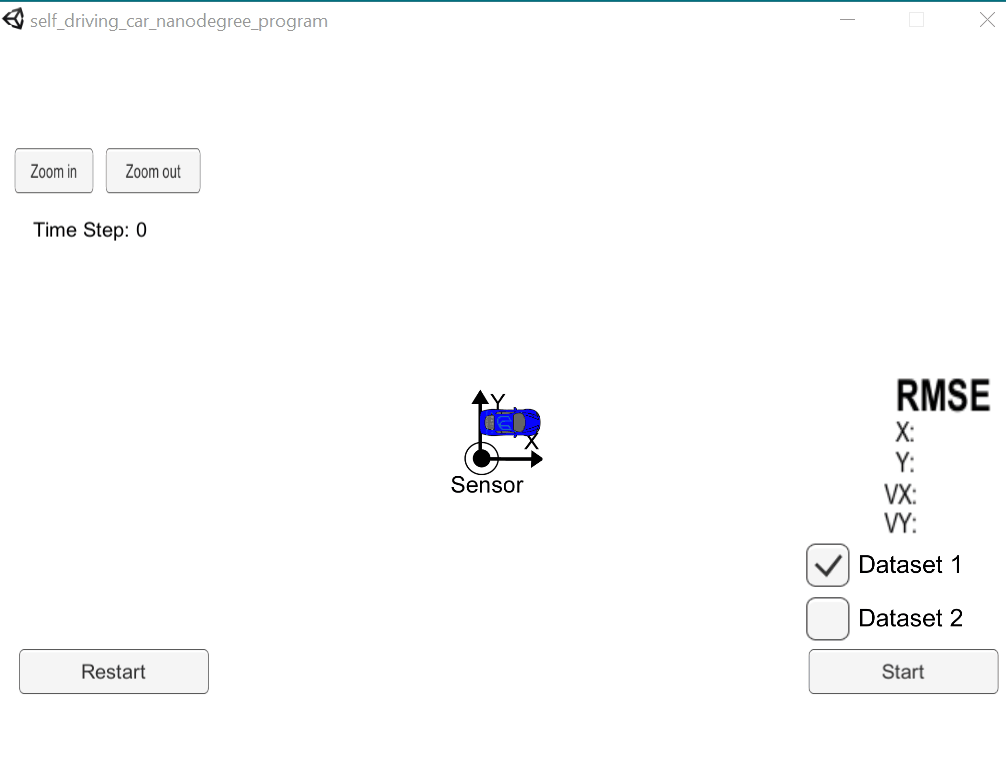 self_driving_car_nanodegree_program
Zoom in
Zoom out
Time Step: 0
Y
X
Sensor
RMSE
X:
Y:
VX:
VY:
Dataset 1
Dataset 2
Restart
Start